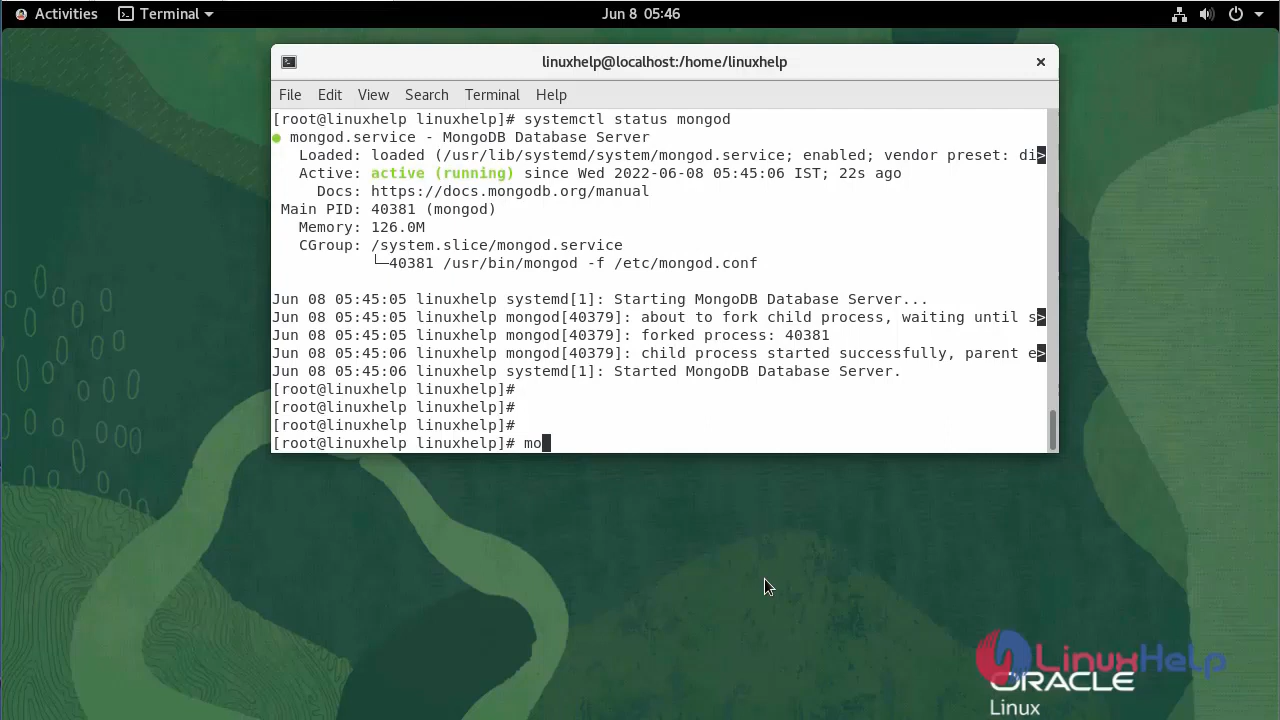 Activities Terminal Jun 8 05:46
linuxhelp@localhost:/home/linuxhelp
File Edit View Search Terminal Help
[root@linuxhelp linuxhelp]# systemctl status mongod
● mongod.service - MongoDB Database Server
   Loaded: loaded (/usr/lib/systemd/system/mongod.service; enabled; vendor preset: di>
   Active: active (running) since Wed 2022-06-08 05:45:06 IST; 22s ago
     Docs: https://docs.mongodb.org/manual
 Main PID: 40381 (mongod)
   Memory: 126.0M
   CGroup: /system.slice/mongod.service
           └─40381 /usr/bin/mongod -f /etc/mongod.conf
Jun 08 05:45:05 linuxhelp systemd[1]: Starting MongoDB Database Server...
Jun 08 05:45:05 linuxhelp mongod[40379]: about to fork child process, waiting until s>
Jun 08 05:45:05 linuxhelp mongod[40379]: forked process: 40381
Jun 08 05:45:06 linuxhelp mongod[40379]: child process started successfully, parent e>
Jun 08 05:45:06 linuxhelp systemd[1]: Started MongoDB Database Server.
[root@linuxhelp linuxhelp]#
[root@linuxhelp linuxhelp]#
[root@linuxhelp linuxhelp]#
[root@linuxhelp linuxhelp]# mo
LinuxHelp
ORACLE
Linux